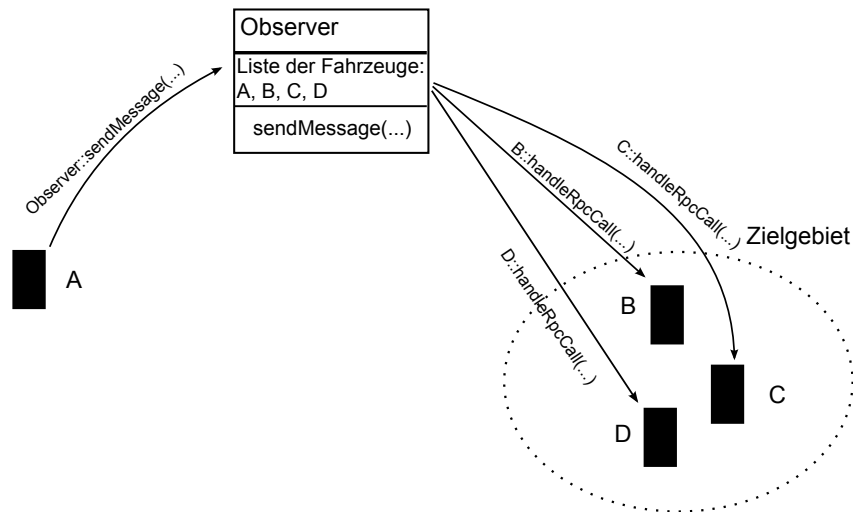 Observer
Liste der Fahrzeuge:
A, B, C, D
sendMessage(...)
Observer::sendMessage(...)
B::handleRpcCall(...)
C::handleRpcCall(...)
D::handleRpcCall(...)
Zielgebiet
A
B
C
D